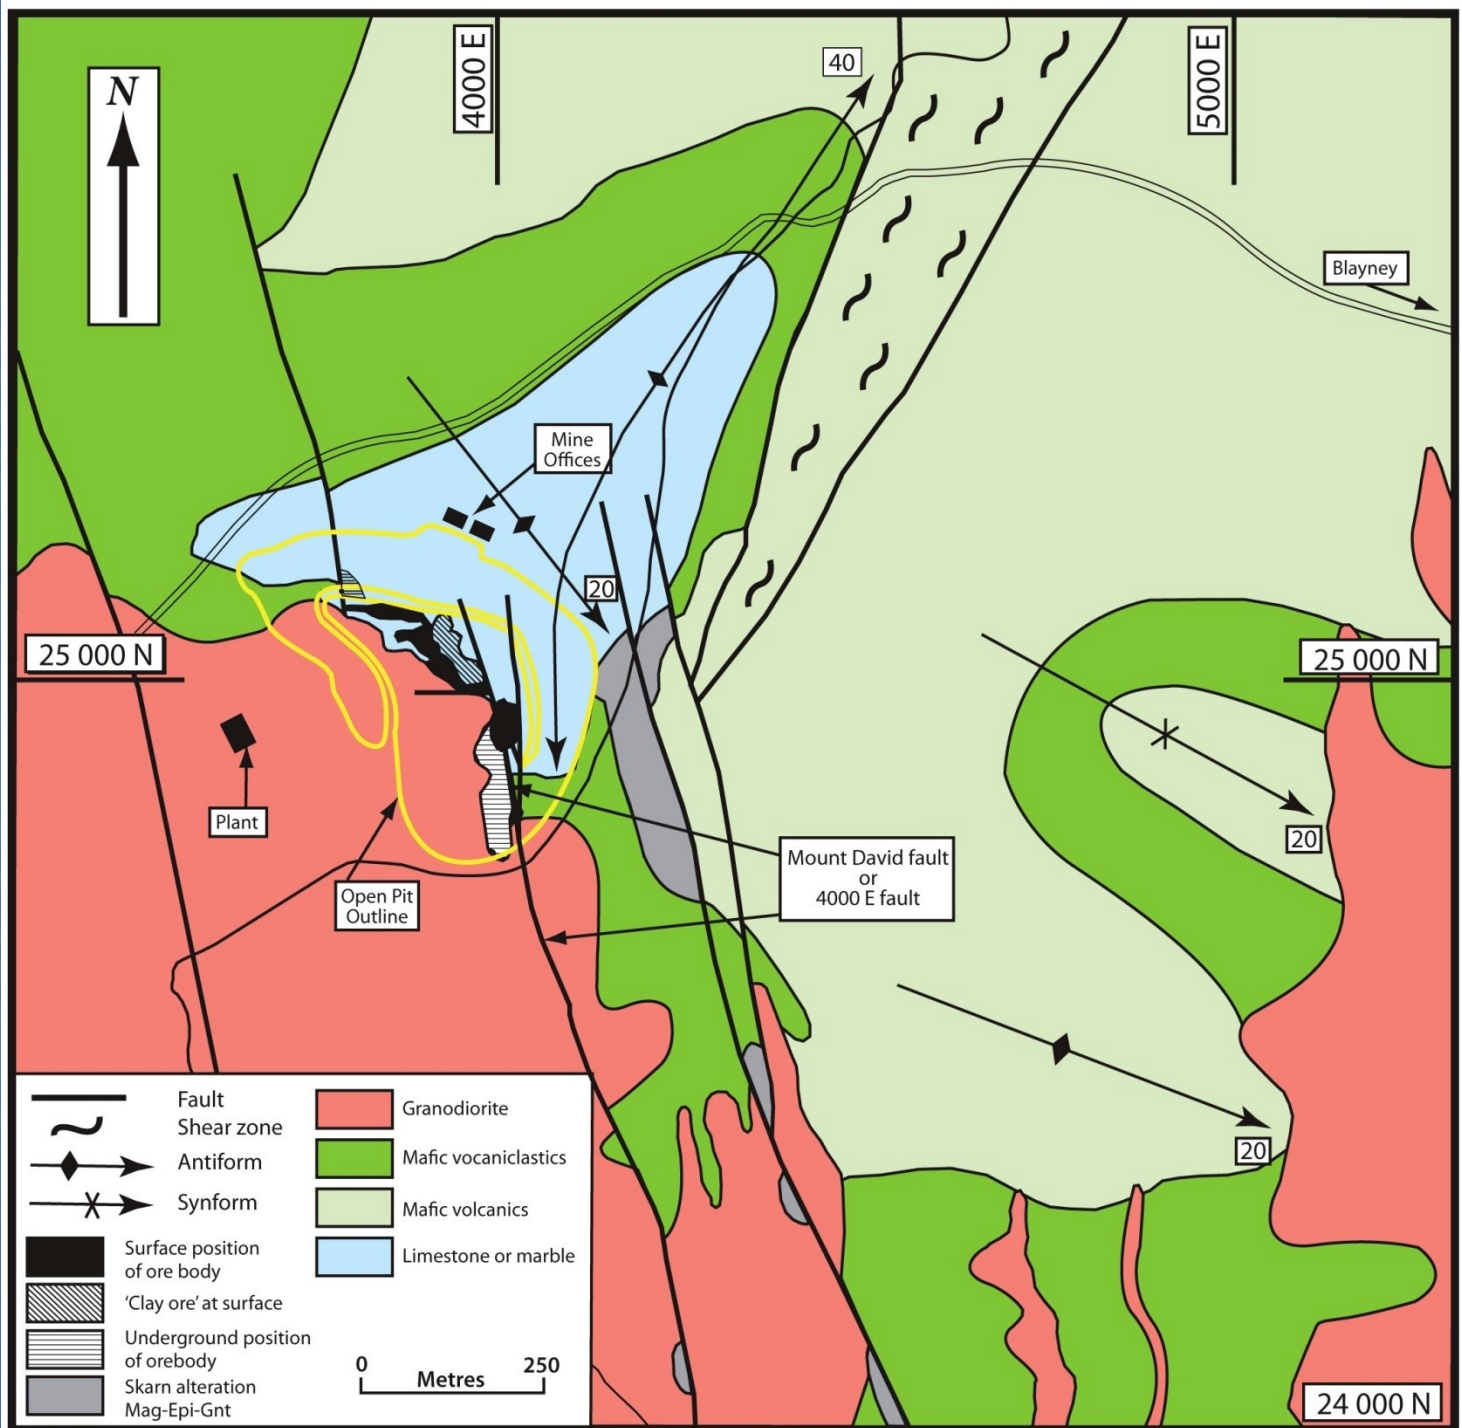 N
4000 E
40
5000 E
Blayney
Mine
Offices
20
25 000 N
25 000 N
Plant
20
Open Pit
Outline
Mount David fault
or
4000 E fault
20
Fault
Shear zone
Antiform
Synform
Surface position
of ore body
'Clay ore' at surface
Underground position
of orebody
Skarn alteration
Mag-Epi-Gnt
Granodiorite
Mafic vocaniclastics
Mafic volcanics
Limestone or marble
0 250
Metres
24 000 N